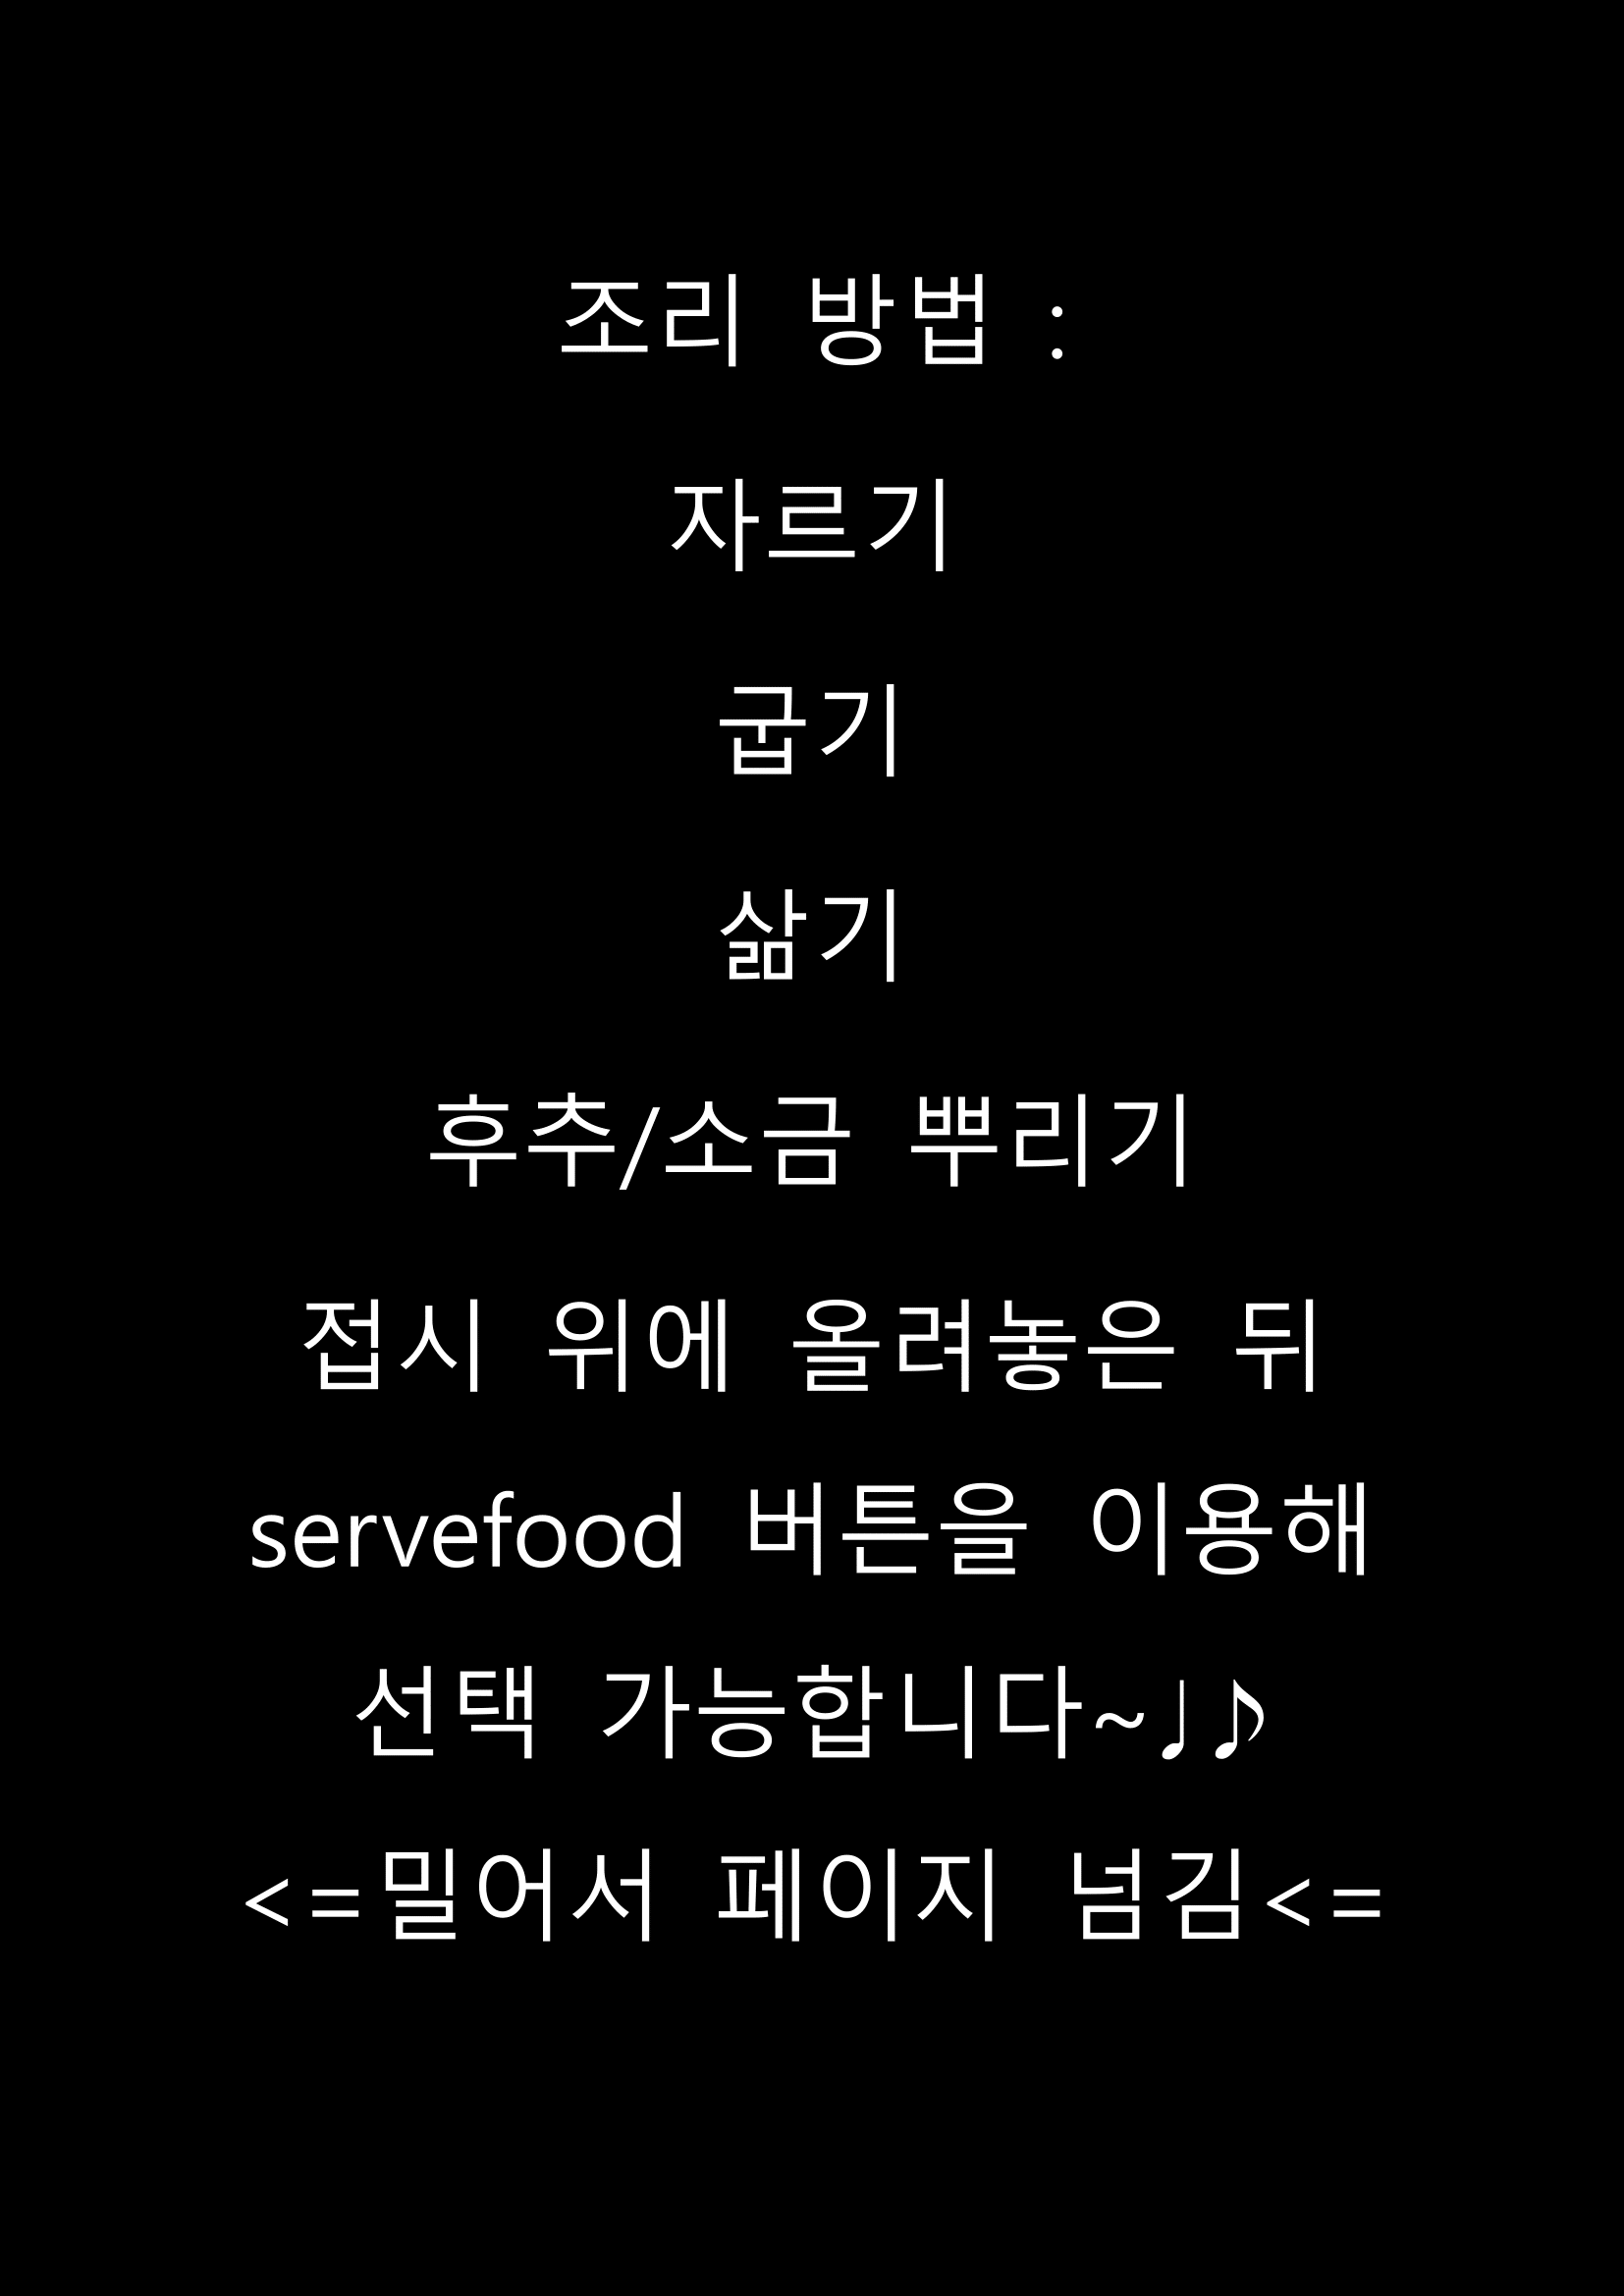 조리 방법 :
자르기
굽기
삶기
후추/소금 뿌리기
접시 위에 올려놓은 뒤
servefood 버튼을 이용해
선택 가능합니다~♩♪
<=밀어서 페이지 넘김<=